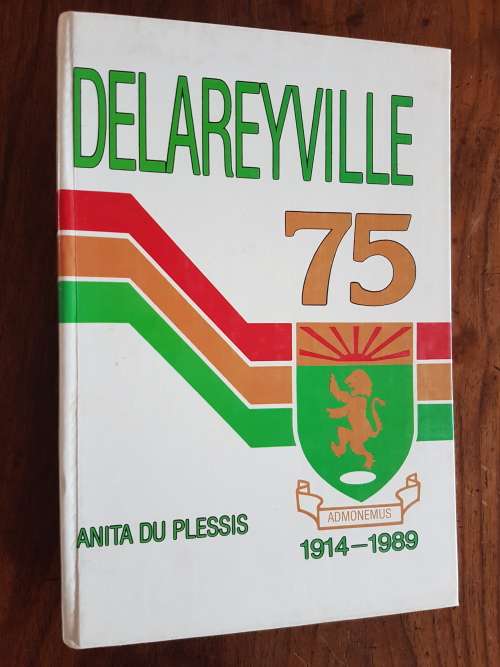 DELAREYVILLE
75
ADMONEMUS
ANITA DU PLESSIS
1914–1989